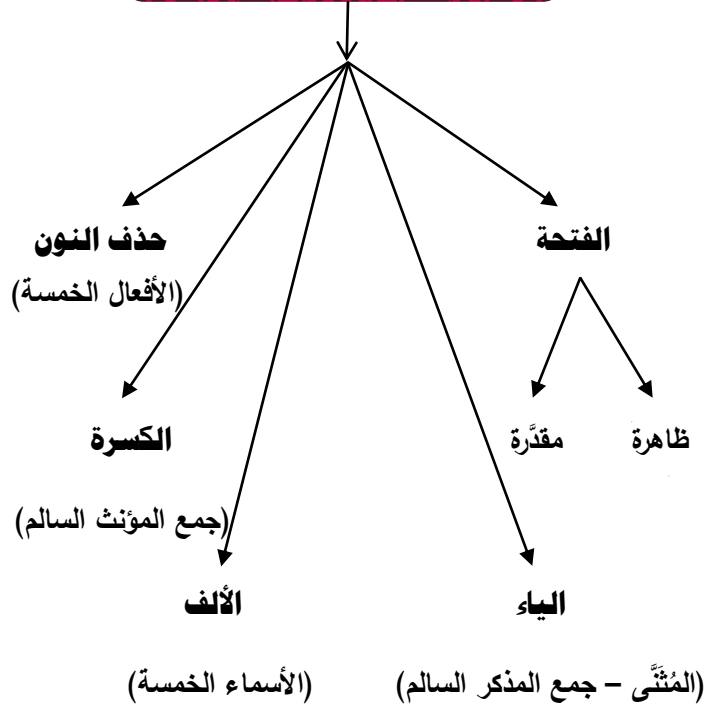 الفتحة
حذف النون
(الأفعال الخمسة)
ظاهرة
مقدَّرة
الكسرة
(جمع المؤنث السالم)
الياء
الألف
(المُثَنَّى – جمع المذكر السالم)
(الأسماء الخمسة)